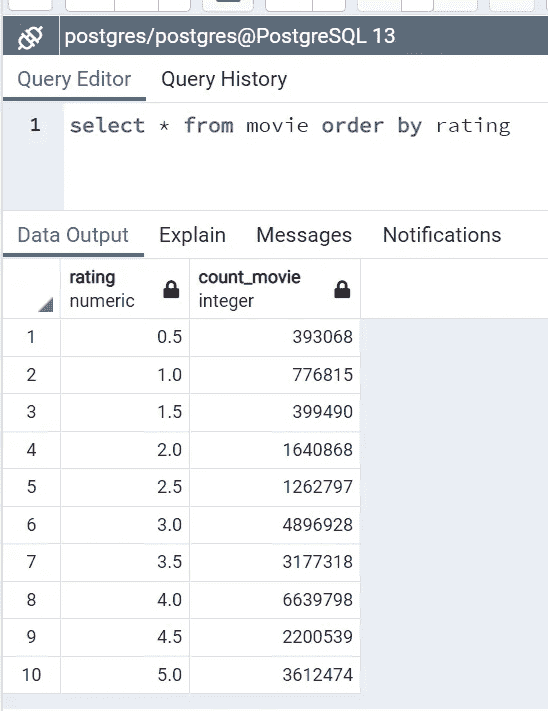 postgres/postgres@PostgreSQL 13
Query Editor Query History
1 select * from movie order by rating
Data Output Explain Messages Notifications
rating count_movie
numeric integer
1 0.5 393068
2 1.0 776815
3 1.5 399490
4 2.0 1640868
5 2.5 1262797
6 3.0 4896928
7 3.5 3177318
8 4.0 6639798
9 4.5 2200539
10 5.0 3612474